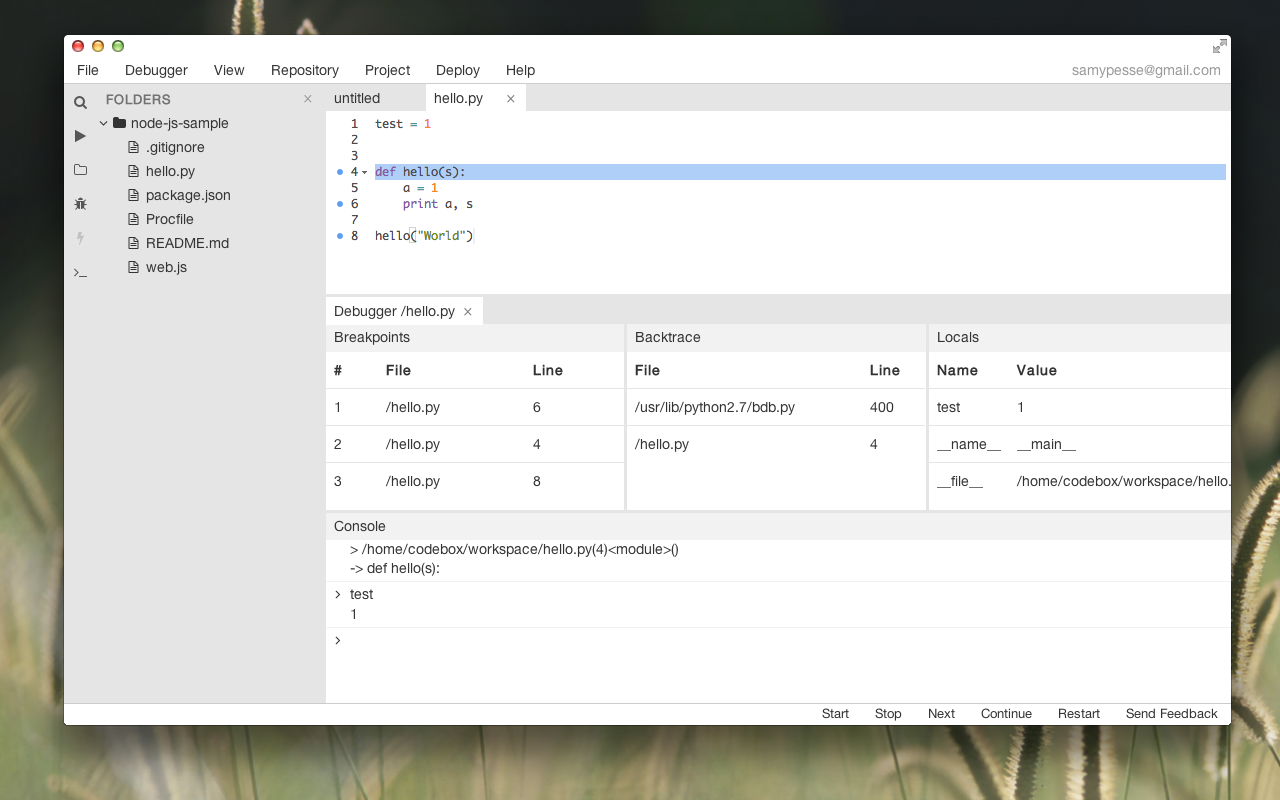 File Debugger View Repository Project Deploy Help samypesse@gmail.com
FOLDERS ×
node-js-sample
.gitignore
hello.py
package.json
Procfile
README.md
web.js
untitled hello.py ×
1 test = 1
2
3
4 def hello(s):
5 a = 1
6 print a, s
7
8 hello("World")
Debugger /hello.py ×
Breakpoints
# File Line
1 /hello.py 6
2 /hello.py 4
3 /hello.py 8
Backtrace
File Line
/usr/lib/python2.7/bdb.py 400
/hello.py 4
Locals
Name Value
test 1
__name__ __main__
__file__ /home/codebox/workspace/hello.
Console
> /home/codebox/workspace/hello.py(4)<module>()
-> def hello(s):
> test
1
>
Start Stop Next Continue Restart Send Feedback